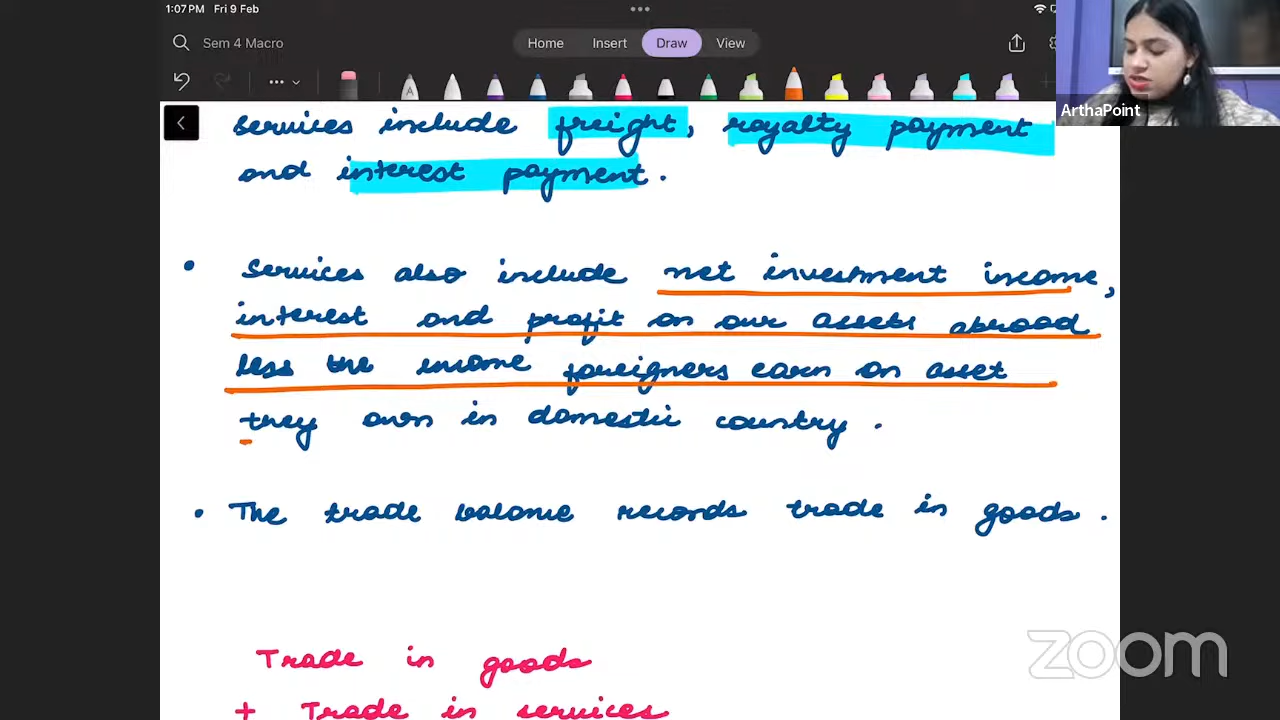 1:07PM Fri 9 Feb
Sem 4 Macro
Home Insert Draw View
ArthaPoint
services include freight, royalty payment
and interest payment.
• Services also include net investment income,
interest and profit on our assets abroad
less the income foreigners earn on asset
they own in domestic country.
• The trade balance records trade in goods.
Trade in goods
+ Trade in services
zoom